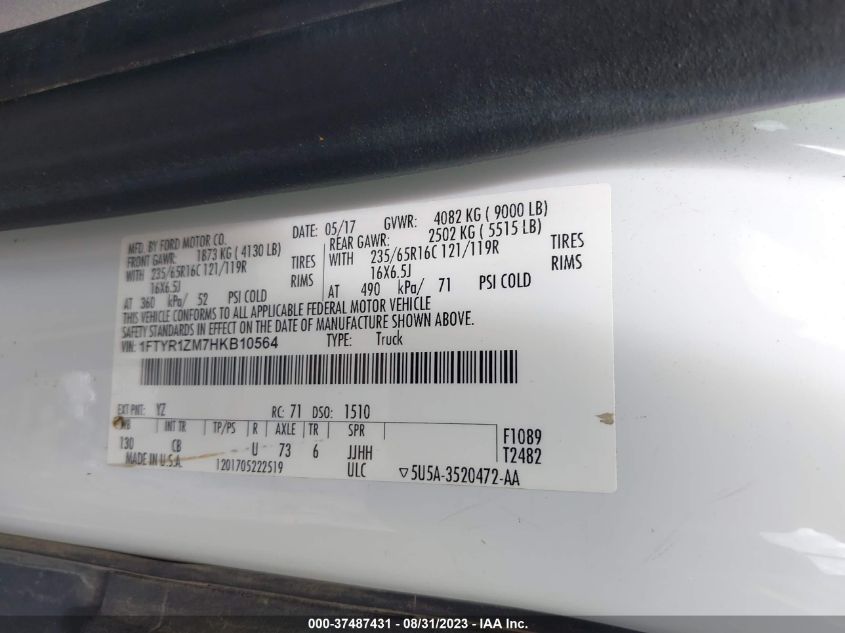 MFD. BY FORD MOTOR CO.
DATE: 05/17 GVWR: 4082 KG ( 9000 LB)
FRONT GAWR: 1873 KG ( 4130 LB)
REAR GAWR: 2502 KG ( 5515 LB)
WITH 235/65R16C 121/119R TIRES
WITH 235/65R16C 121/119R TIRES
16X6.5J RIMS
16X6.5J RIMS
AT 360 kPa/ 52 PSI COLD
AT 490 kPa/ 71 PSI COLD
THIS VEHICLE CONFORMS TO ALL APPLICABLE FEDERAL MOTOR VEHICLE
SAFETY STANDARDS IN EFFECT ON THE DATE OF MANUFACTURE SHOWN ABOVE.
VIN: 1FTYR1ZM7HKB10564 TYPE: Truck
EXT PNT: YZ RC: 71 DSO: 1510
WB INT TR TP/PS R AXLE TR SPR
130 CB U 73 6 JJHH
F1089
T2482
MADE IN U.S.A. 1201705222519 ULC ▽5U5A-3520472-AA
000-37487431 - 08/31/2023 - © IAA Inc.